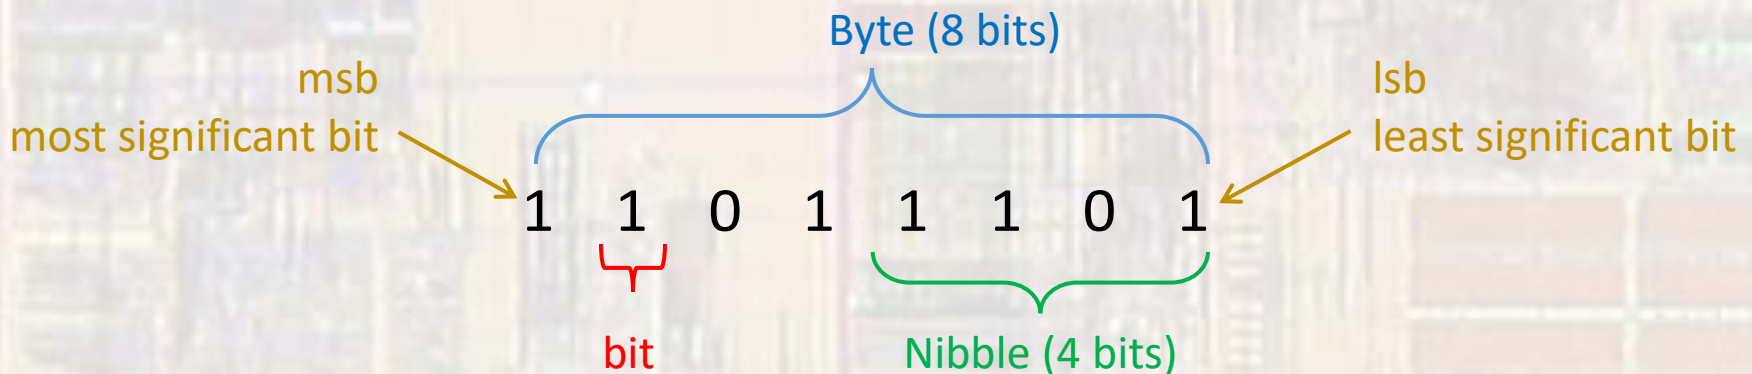 Byte (8 bits)
msb
most significant bit
lsb
least significant bit
1 1 0 1 1 1 0 1
bit
Nibble (4 bits)